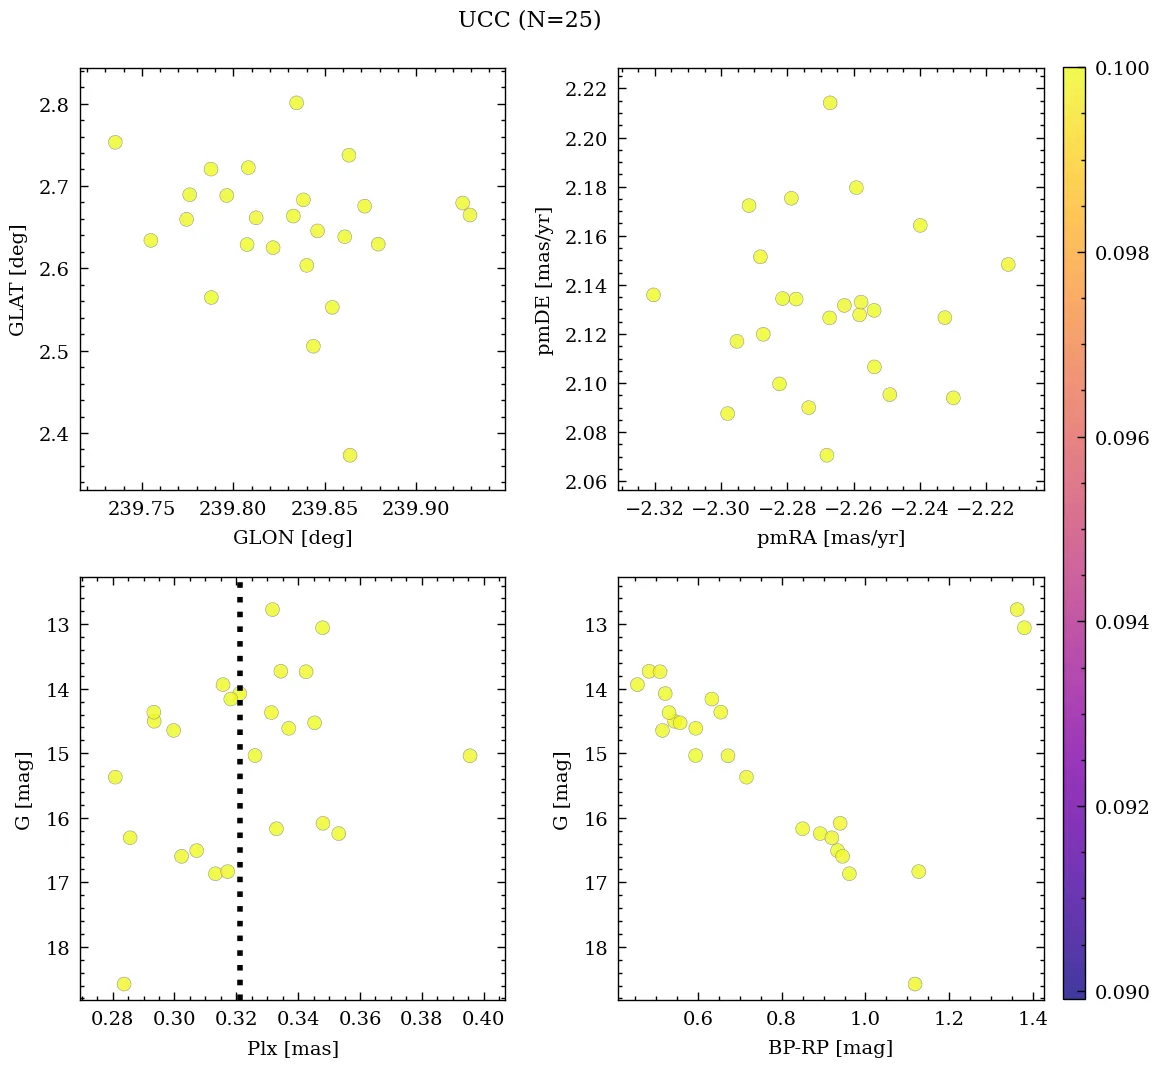 UCC (N=25)
2.8
2.7
2.6
2.5
2.4
GLAT [deg]
239.75 239.80 239.85 239.90
GLON [deg]
2.22
2.20
2.18
2.16
2.14
2.12
2.10
2.08
2.06
pmDE [mas/yr]
−2.32 −2.30 −2.28 −2.26 −2.24 −2.22
pmRA [mas/yr]
13
14
15
16
17
18
G [mag]
0.28 0.30 0.32 0.34 0.36 0.38 0.40
Plx [mas]
13
14
15
16
17
18
G [mag]
0.6 0.8 1.0 1.2 1.4
BP-RP [mag]
0.100
0.098
0.096
0.094
0.092
0.090